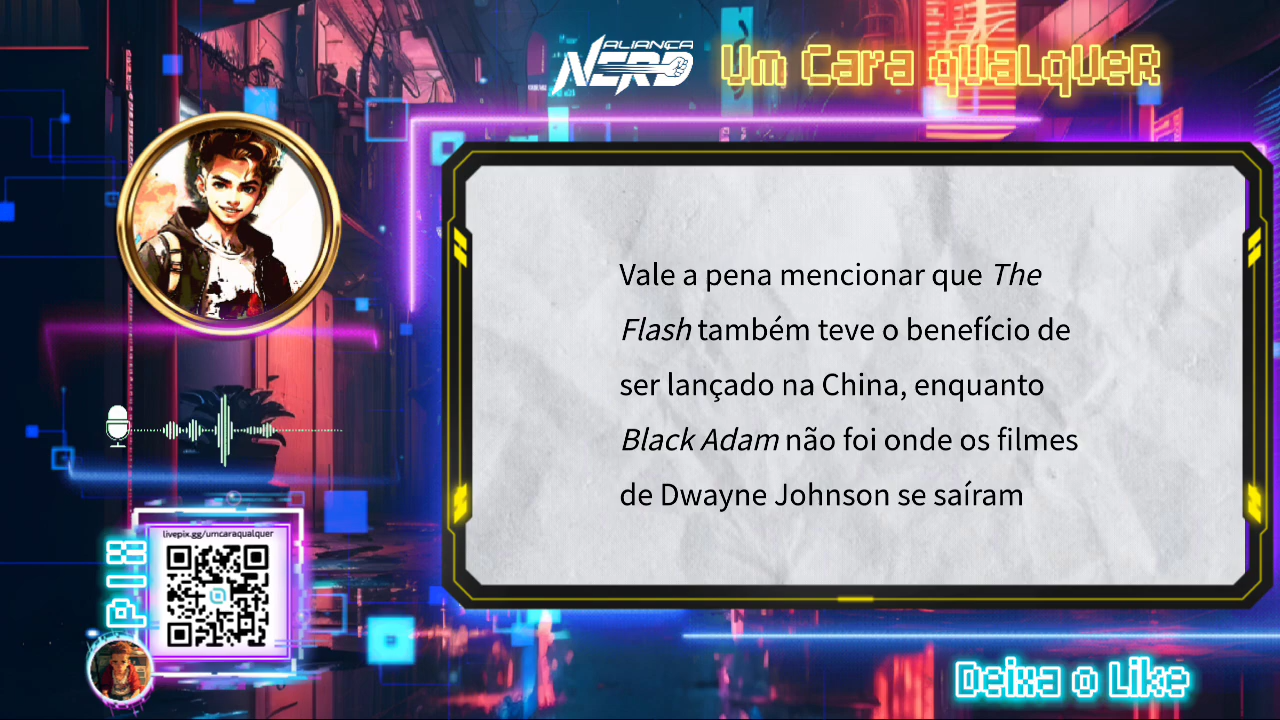 ALIANÇA
NERD
Um Cara qUaLqUeR
Vale a pena mencionar que The
Flash também teve o benefício de
ser lançado na China, enquanto
Black Adam não foi onde os filmes
de Dwayne Johnson se saíram
livepix.gg/umcaraqualquer
PIX
Deixa o Like